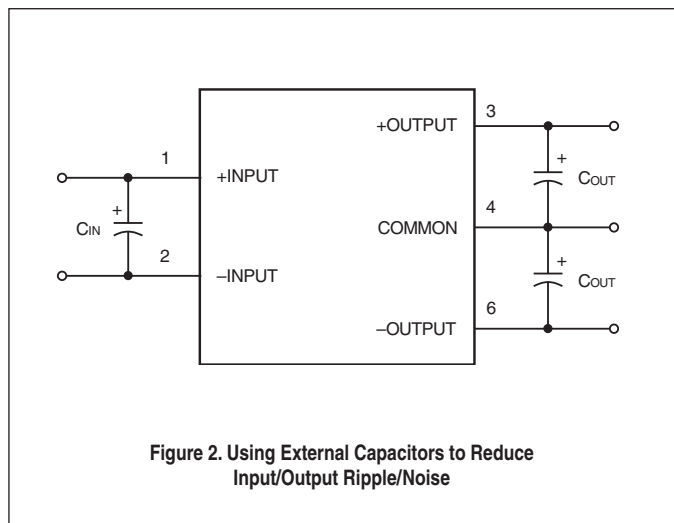 3
+OUTPUT
1
+
+INPUT
COUT
+
4
CIN
COMMON
2
+
–INPUT
COUT
6
–OUTPUT
Figure 2. Using External Capacitors to Reduce
Input/Output Ripple/Noise